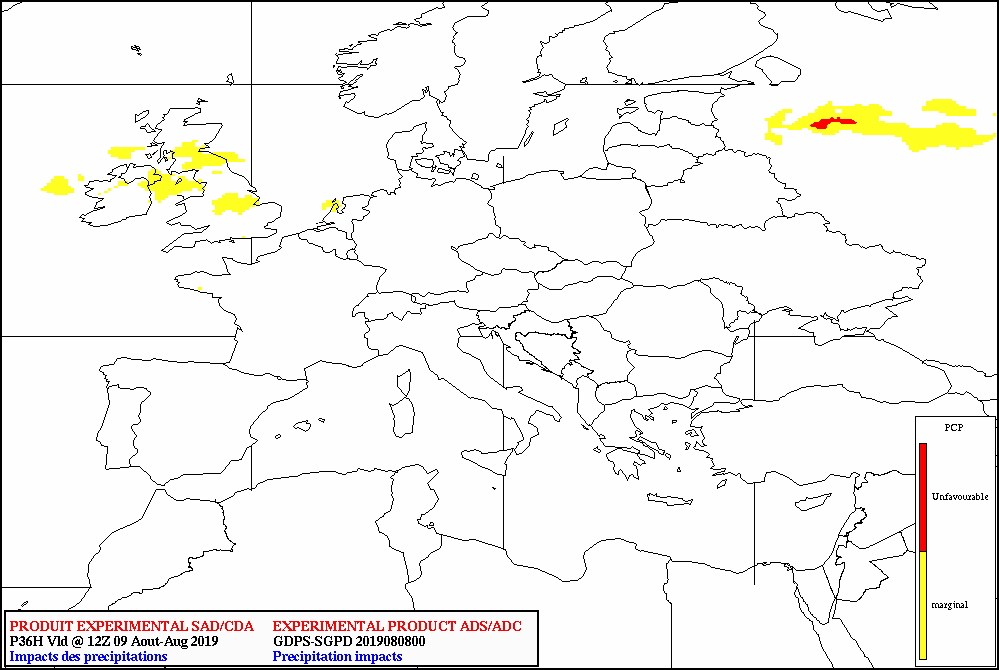 PCP
Unfavourable
marginal
PRODUIT EXPERIMENTAL SAD/CDA EXPERIMENTAL PRODUCT ADS/ADC
P36H Vld @ 12Z 09 Aout-Aug 2019 GDPS-SGPD 2019080800
Impacts des precipitations Precipitation impacts